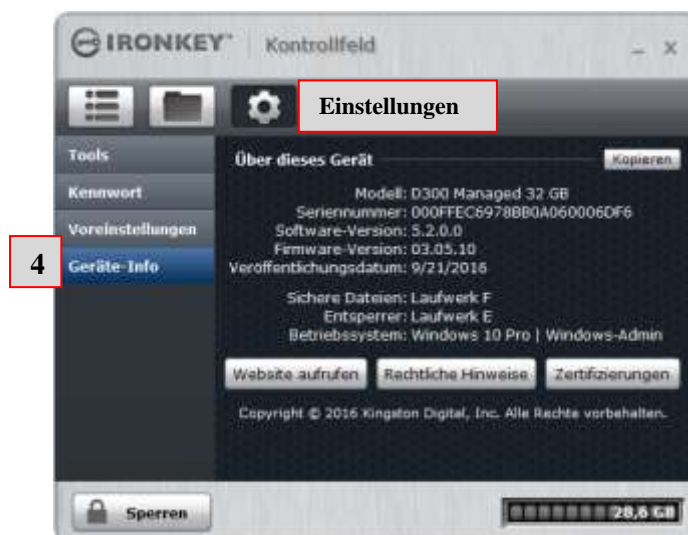 IRONKEY Kontrollfeld
Einstellungen
Tools
Kennwort
Voreinstellungen
4
Geräte-Info
Über dieses Gerät
Kopieren
Modell: D300 Managed 32 GB
Seriennummer: 000FFEC6978BB0A060006DF6
Software-Version: 5.2.0.0
Firmware-Version: 03.05.10
Veröffentlichungsdatum: 9/21/2016
Sichere Dateien: Laufwerk F
Entsperrer: Laufwerk E
Betriebssystem: Windows 10 Pro | Windows-Admin
Website aufrufen
Rechtliche Hinweise
Zertifizierungen
Copyright © 2016 Kingston Digital, Inc. Alle Rechte vorbehalten.
Sperren
28,6 GB